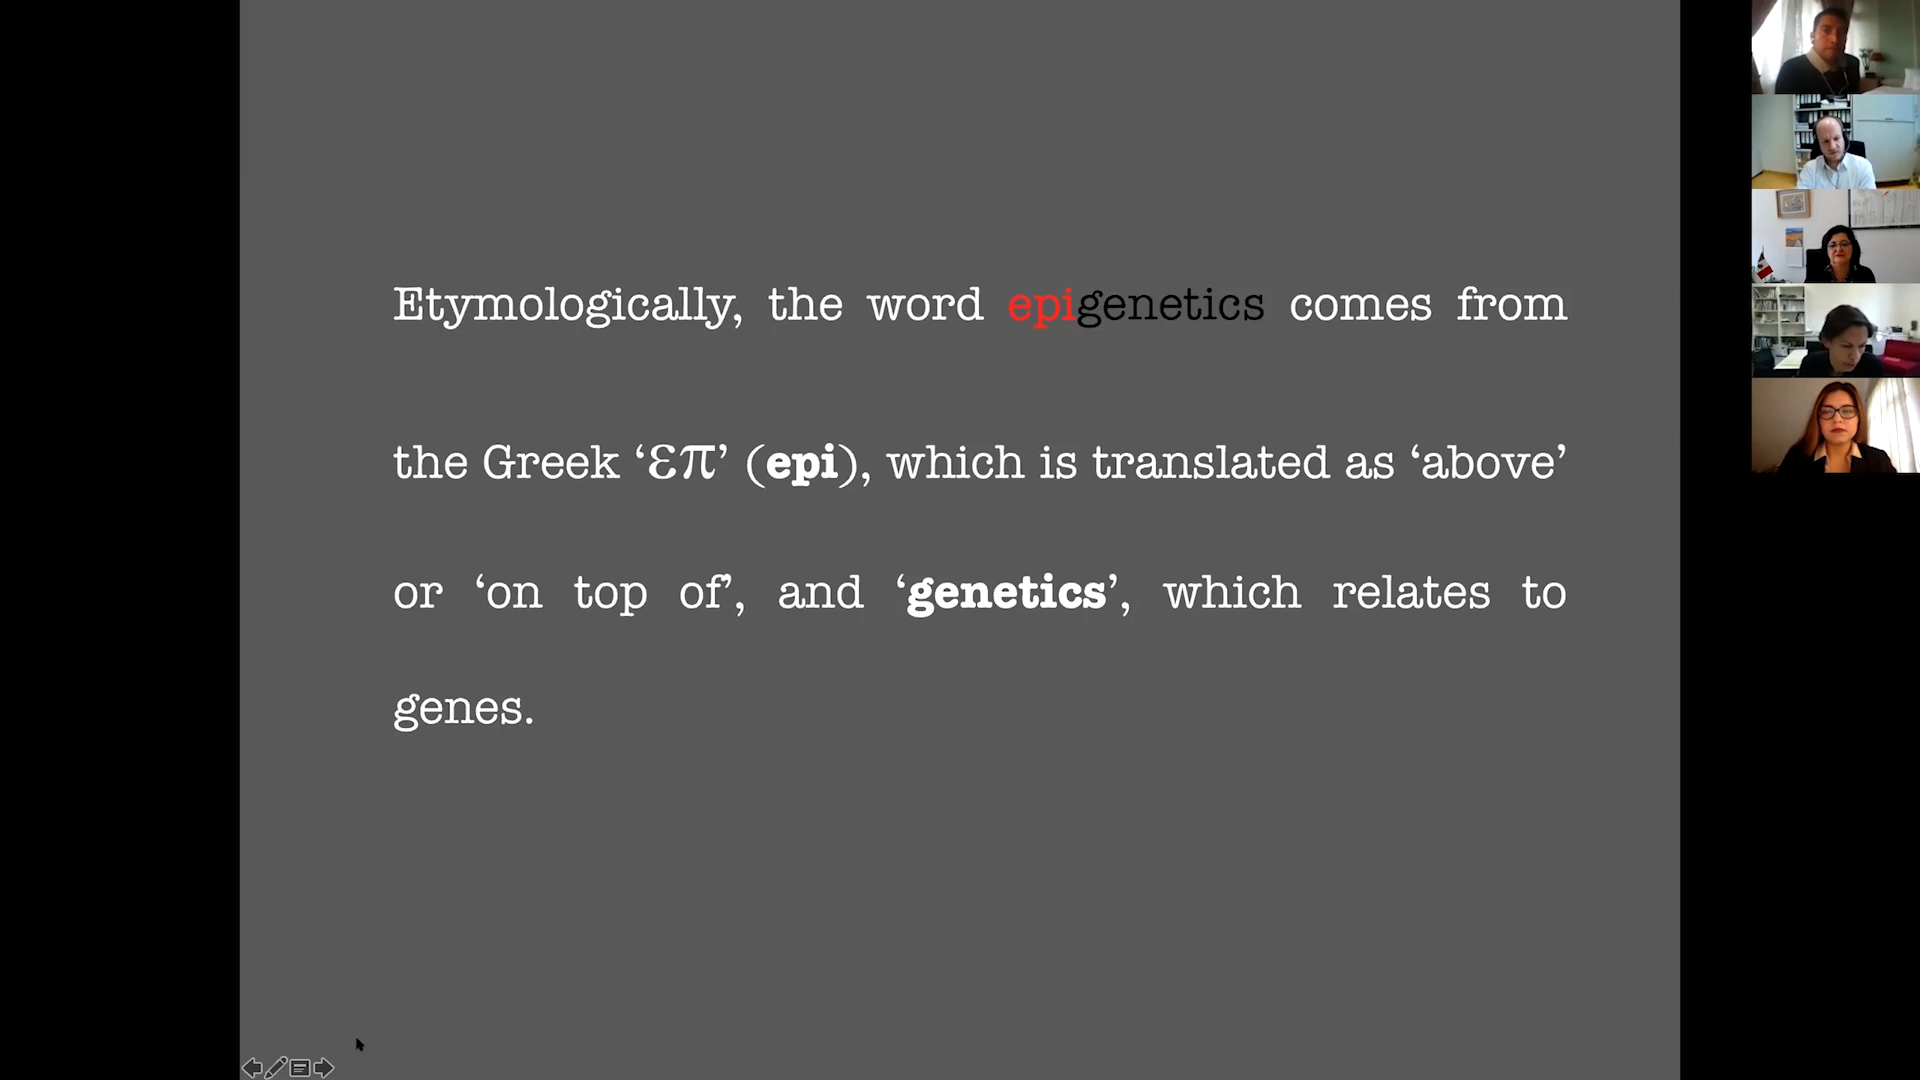 Etymologically, the word epigenetics comes from
the Greek ‘επ’ (epi), which is translated as ‘above’
or ‘on top of’, and ‘genetics’, which relates to
genes.